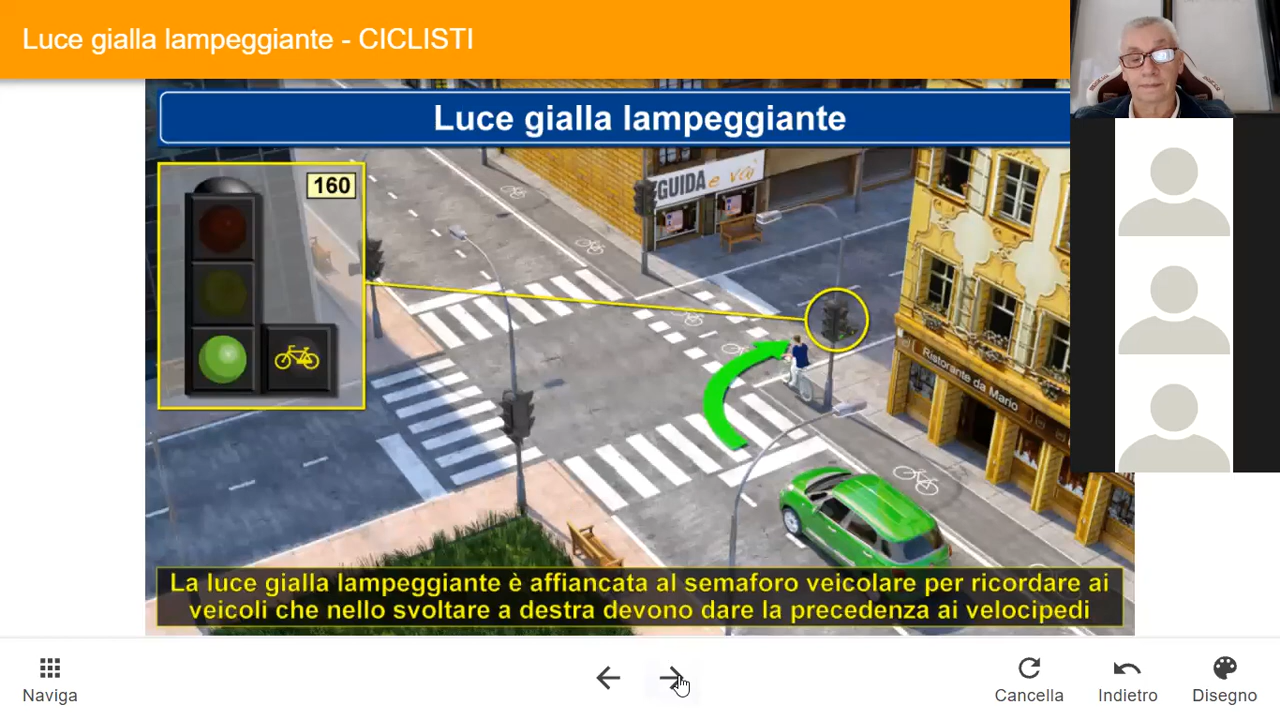 Luce gialla lampeggiante - CICLISTI
Luce gialla lampeggiante
160
GUIDA e vai
Ristorante da Mario
La luce gialla lampeggiante è affiancata al semaforo veicolare per ricordare ai
veicoli che nello svoltare a destra devono dare la precedenza ai velocipedi
Naviga
Cancella
Indietro
Disegno